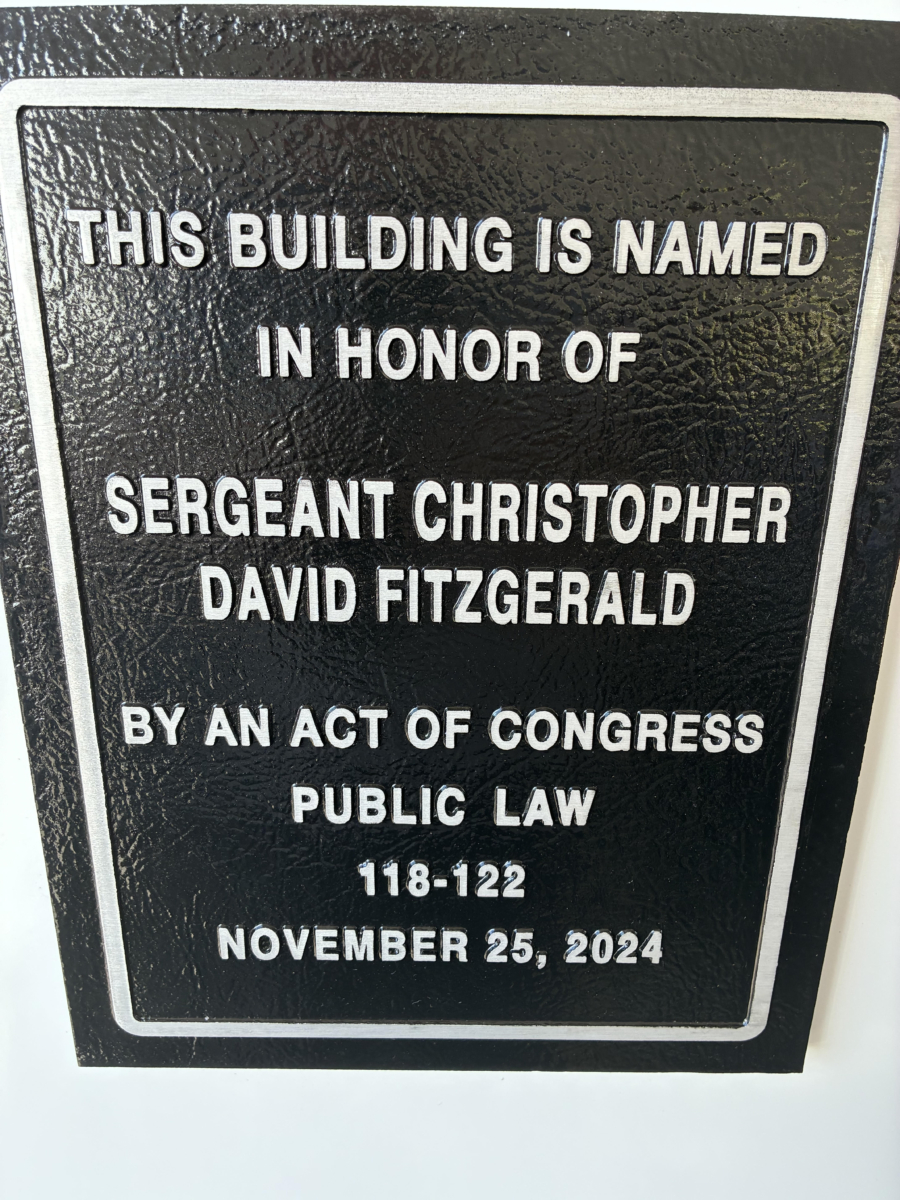 THIS BUILDING IS NAMED
IN HONOR OF
SERGEANT CHRISTOPHER
DAVID FITZGERALD
BY AN ACT OF CONGRESS
PUBLIC LAW
118-122
NOVEMBER 25, 2024